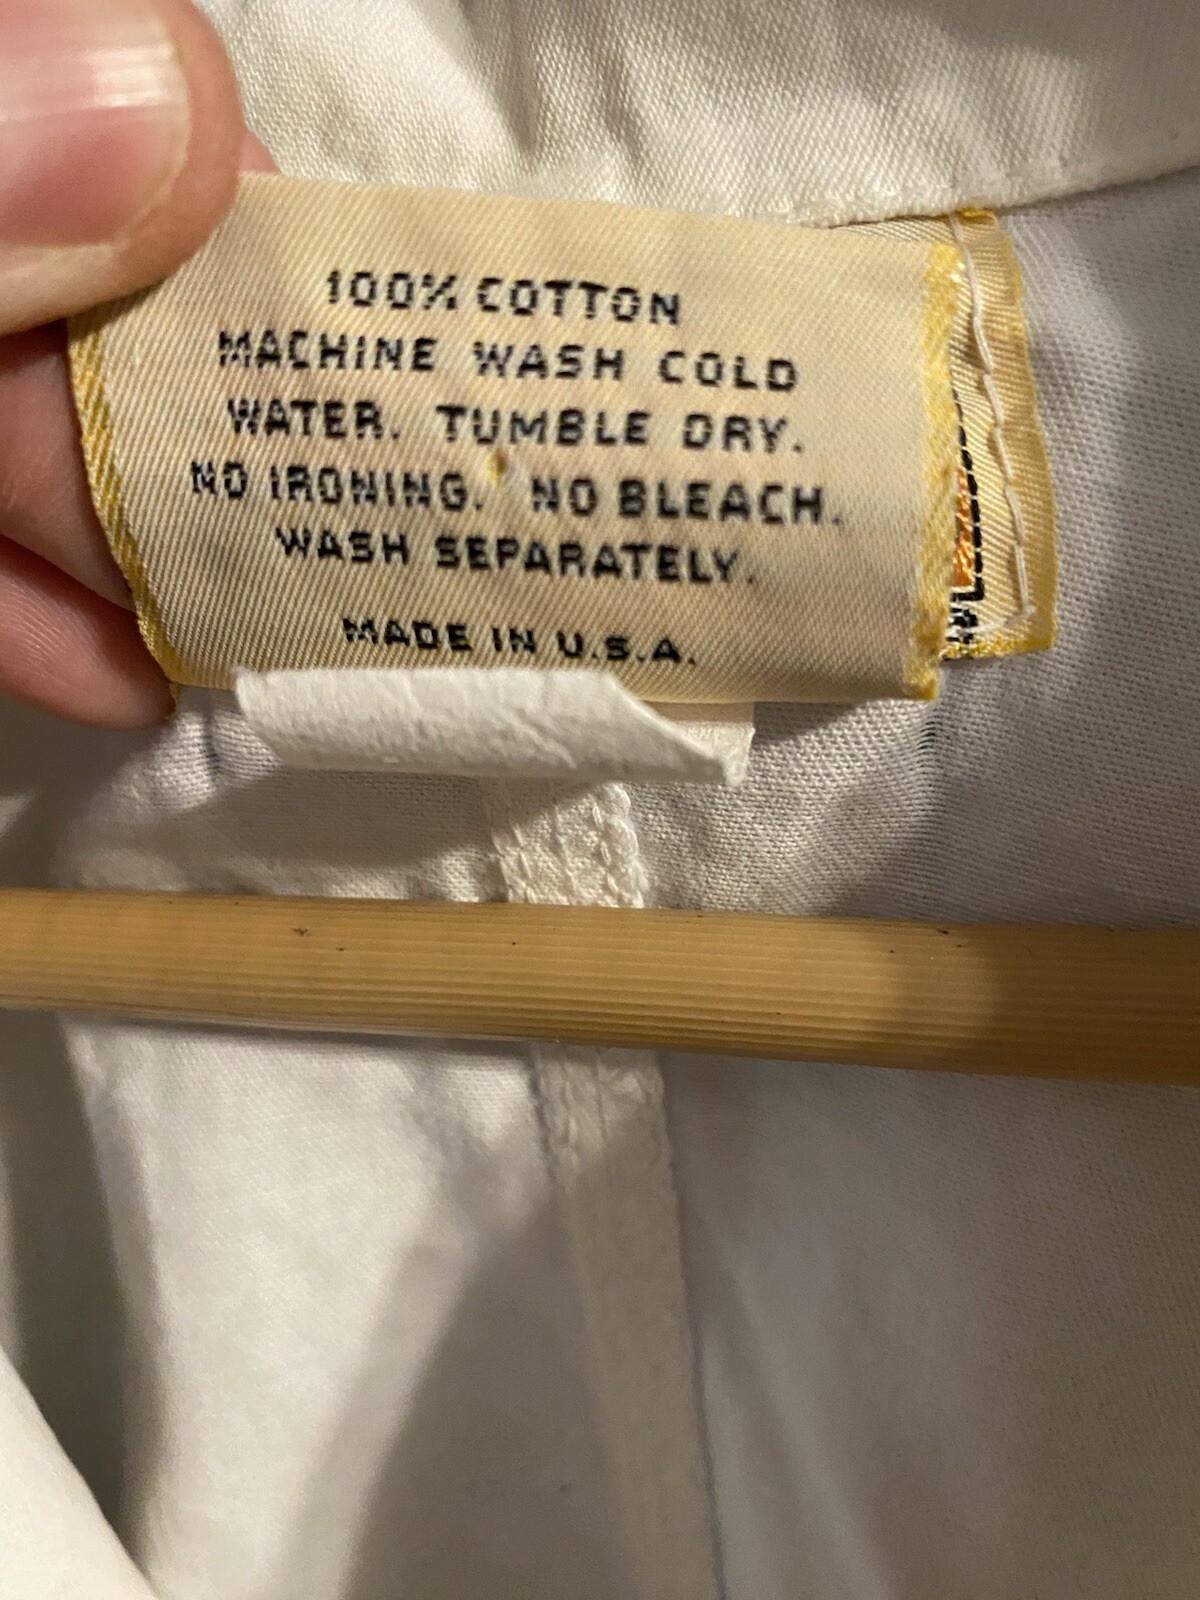 100% COTTON
MACHINE WASH COLD
WATER. TUMBLE DRY.
NO IRONING. NO BLEACH.
WASH SEPARATELY.
MADE IN U.S.A.